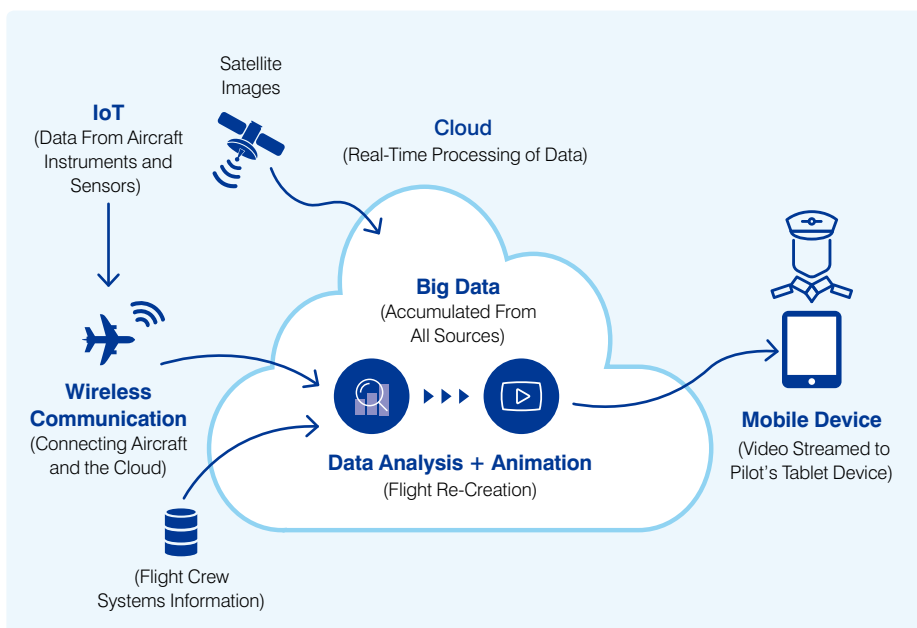 Satellite
Images
IoT
(Data From Aircraft
Instruments and
Sensors)
Cloud
(Real-Time Processing of Data)
Big Data
(Accumulated From
All Sources)
Wireless
Communication
(Connecting Aircraft
and the Cloud)
Data Analysis + Animation
(Flight Re-Creation)
Mobile Device
(Video Streamed to
Pilot's Tablet Device)
(Flight Crew
Systems Information)